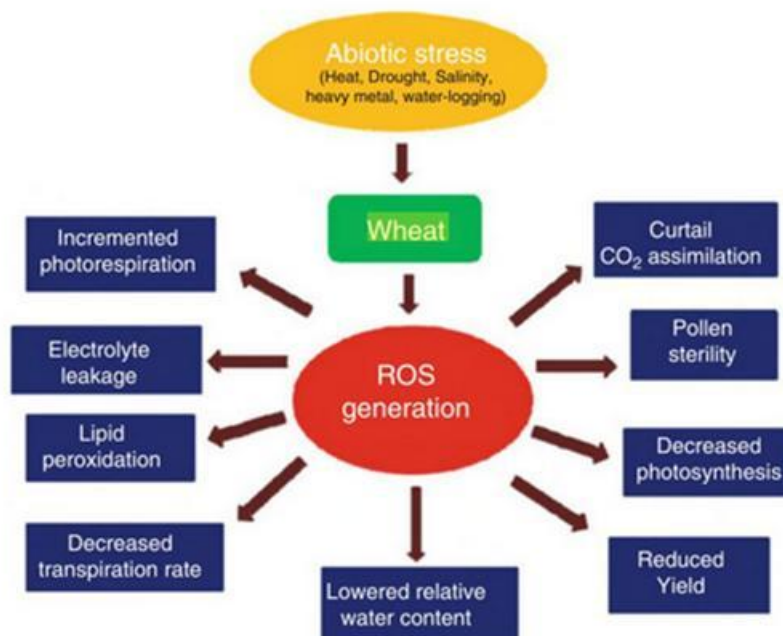 Abiotic stress
(Heat, Drought, Salinity,
heavy metal, water-logging)
Wheat
Incremented
photorespiration
Curtail
CO₂ assimilation
Electrolyte
leakage
ROS
generation
Pollen
sterility
Lipid
peroxidation
Decreased
photosynthesis
Decreased
transpiration rate
Lowered relative
water content
Reduced
Yield